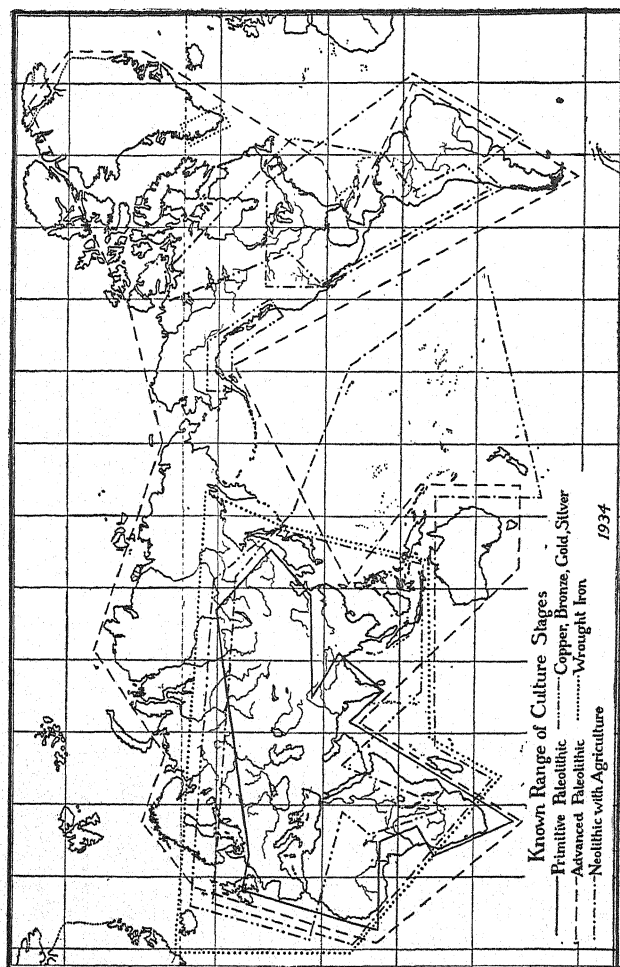 Known Range of Culture Stages
Primitive Paleolithic Copper, Bronze, Gold, Silver
Advanced Paleolithic Wrought Iron
Neolithic with Agriculture
1934